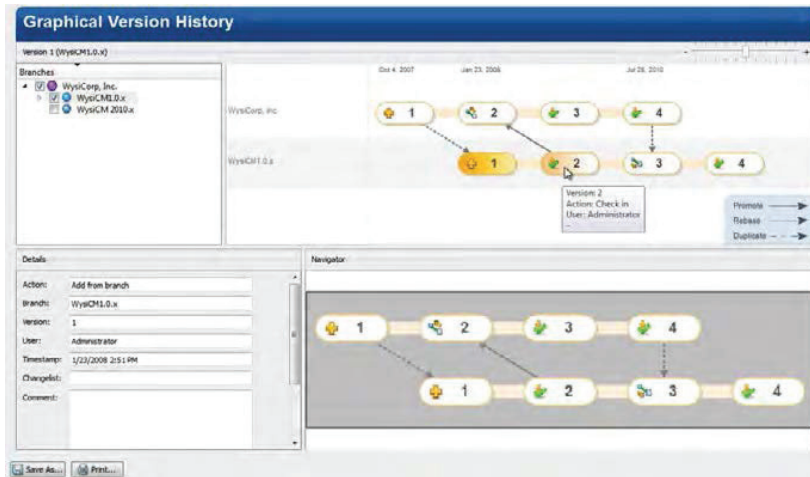 Graphical Version History
Version 1 (WysiCM1.0.x)
- +
Branches
WysiCorp, Inc.
WysiCM1.0.x
WysiCM 2010.x
Oct 4, 2007 Jan 23, 2008 Jul 28, 2010
WysiCorp, Inc
1 2 3 4
WysiCM1.0.x
1 2 3 4
Version: 2
Action: Check in
User: Administrator
Promote
Rebase
Duplicate
Details
Action: Add from branch
Branch: WysiCM1.0.x
Version: 1
User: Administrator
Timestamp: 1/23/2008 2:51 PM
Changelist:
Comment:
Navigator
1 2 3 4
1 2 3 4
Save As... Print...